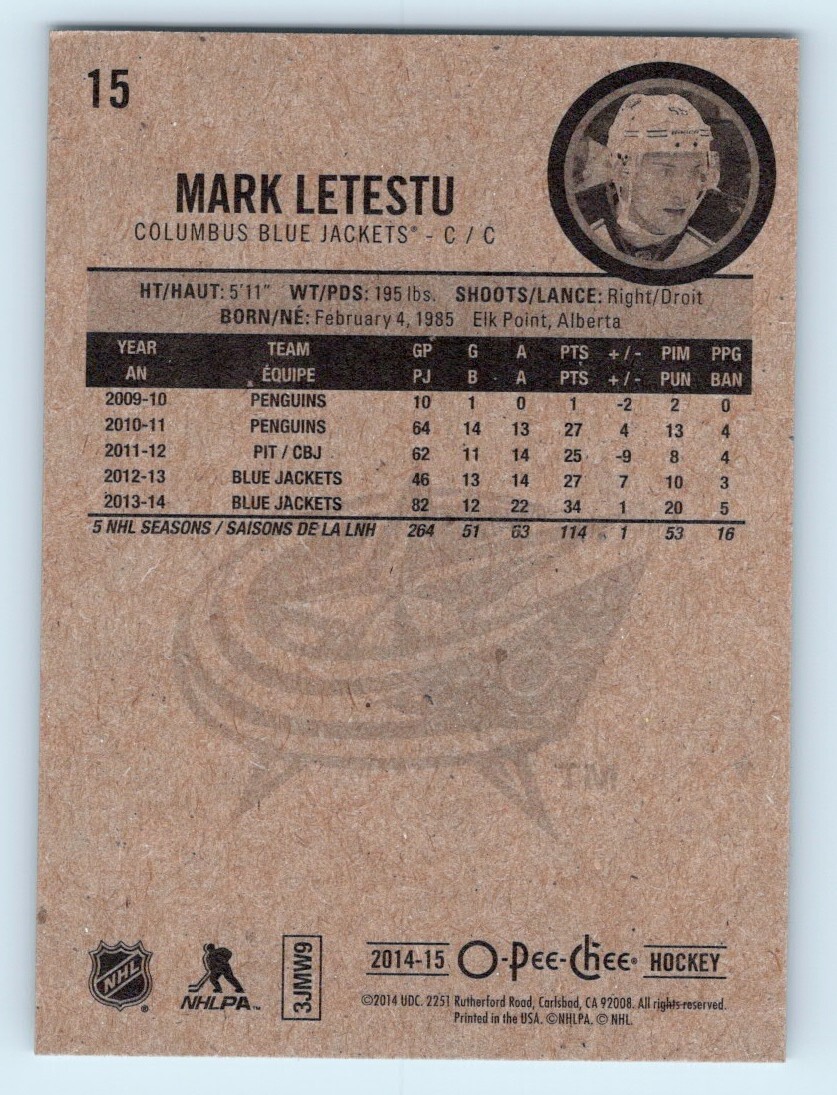 15
MARK LETESTU
COLUMBUS BLUE JACKETS® - C / C
HT/HAUT: 5'11" WT/PDS: 195 lbs. SHOOTS/LANCE: Right/Droit
BORN/NÉ: February 4, 1985 Elk Point, Alberta
YEAR TEAM GP G A PTS +/- PIM PPG
AN ÉQUIPE PJ B A PTS +/- PUN BAN
2009-10 PENGUINS 10 1 0 1 -2 2 0
2010-11 PENGUINS 64 14 13 27 4 13 4
2011-12 PIT / CBJ 62 11 14 25 -9 8 4
2012-13 BLUE JACKETS 46 13 14 27 7 10 3
2013-14 BLUE JACKETS 82 12 22 34 1 20 5
5 NHL SEASONS / SAISONS DE LA LNH 264 51 63 114 1 53 16
NHL
NHLPA™
3JMW9
2014-15 O-Pee-Chee® HOCKEY
©2014 UDC. 2251 Rutherford Road, Carlsbad, CA 92008. All rights reserved.
Printed in the USA. ©NHLPA. © NHL.